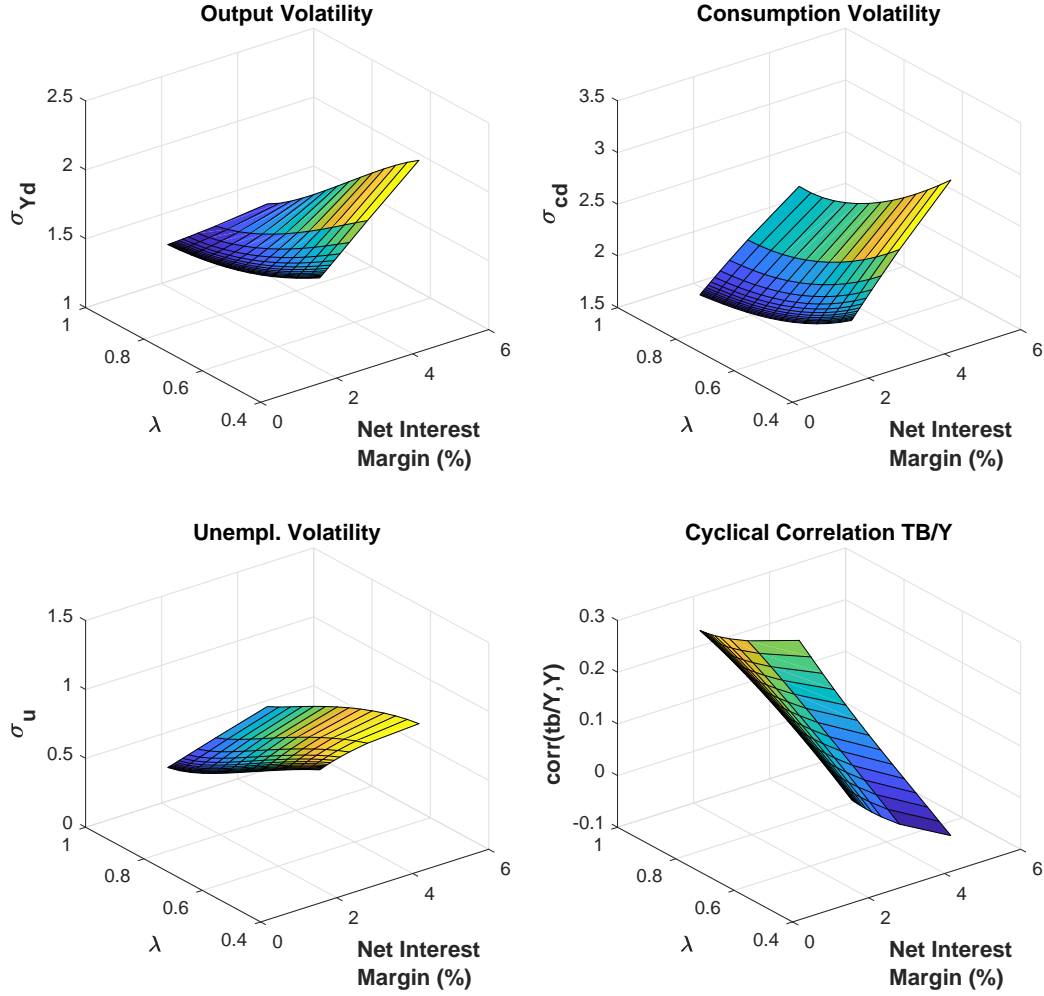 Output Volatility
2.5
2
1.5
1
σYd
1
0.8
0.6
0.4
λ
0
2
4
6
Net Interest
Margin (%)
Consumption Volatility
3.5
3
2.5
2
1.5
σcd
1
0.8
0.6
0.4
λ
0
2
4
6
Net Interest
Margin (%)
Unempl. Volatility
1.5
1
0.5
0
σu
1
0.8
0.6
0.4
λ
0
2
4
6
Net Interest
Margin (%)
Cyclical Correlation TB/Y
0.3
0.2
0.1
0
-0.1
corr(tb/Y,Y)
1
0.8
0.6
0.4
λ
0
2
4
6
Net Interest
Margin (%)